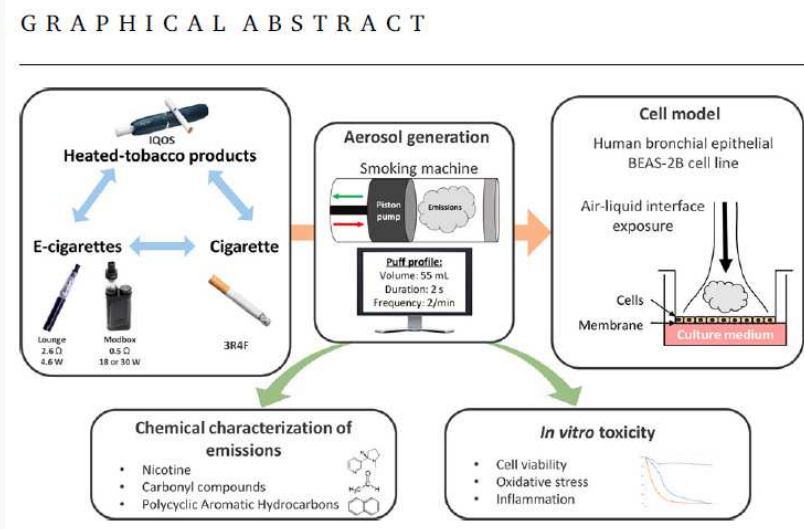 GRAPHICAL ABSTRACT
IQOS
Heated-tobacco products
E-cigarettes
Cigarette
Lounge
2.6 Ω
4.6 W
Modbox
0.5 Ω
18 or 30 W
3R4F
Aerosol generation
Smoking machine
Piston
pump
Emissions
Puff profile:
Volume: 55 mL
Duration: 2 s
Frequency: 2/min
Cell model
Human bronchial epithelial
BEAS-2B cell line
Air-liquid interface
exposure
Cells
Membrane
Culture medium
Chemical characterization of
emissions
• Nicotine
• Carbonyl compounds
• Polycyclic Aromatic Hydrocarbons
In vitro toxicity
• Cell viability
• Oxidative stress
• Inflammation